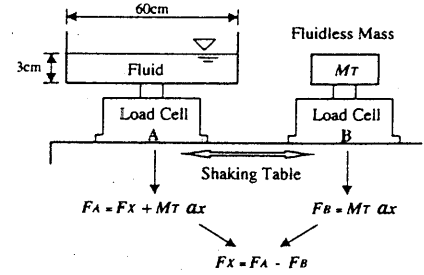 60cm
Fluidless Mass
3cm
Fluid
MT
Load Cell
A
Load Cell
B
Shaking Table
FA = FX + MT ax
FB = MT ax
FX = FA - FB